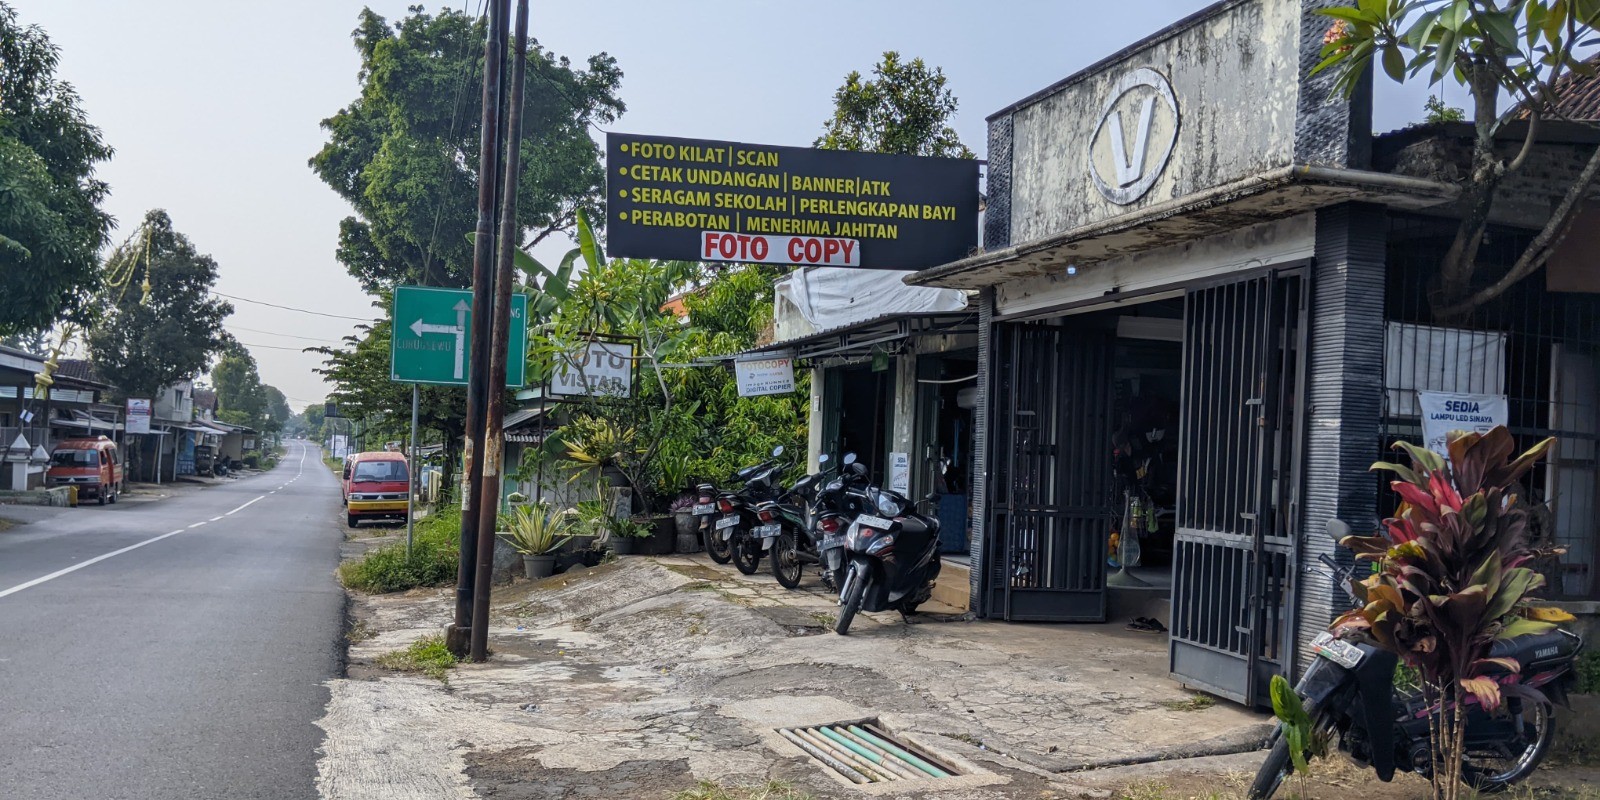 • FOTO KILAT | SCAN
• CETAK UNDANGAN | BANNER | ATK
• SERAGAM SEKOLAH | PERLENGKAPAN BAYI
• PERABOTAN | MENERIMA JAHITAN
FOTO COPY
V
FOTO
VISTAR
FOTOCOPY
DIGITAL COPIER
SEDIA
LAMPU LED SINAYA
SEDIA
YAMAHA